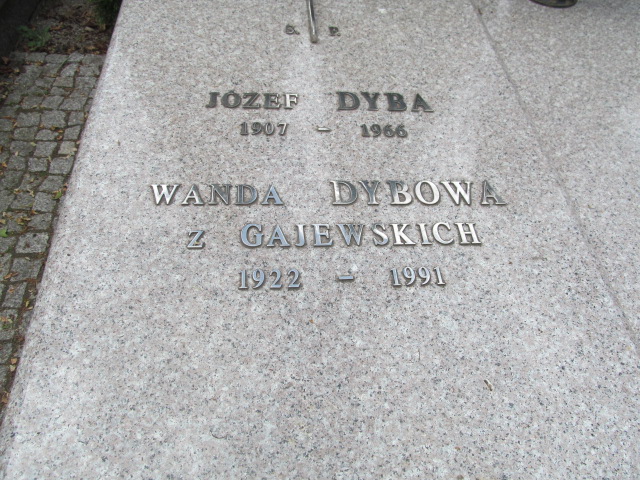 Ś. P.
JÓZEF DYBA
1907 - 1966
WANDA DYBOWA
z GAJEWSKICH
1922 - 1991